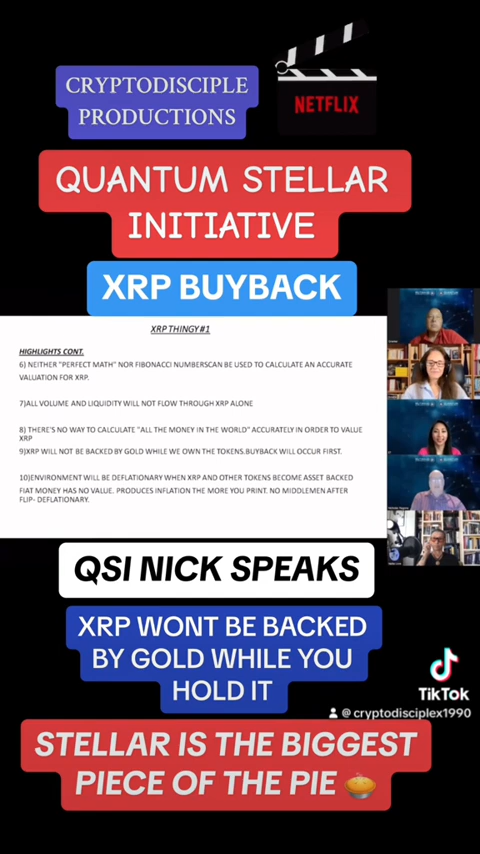 CRYPTODISCIPLE
PRODUCTIONS
NETFLIX
QUANTUM STELLAR
INITIATIVE
XRP BUYBACK
XRP THINGY#1
HIGHLIGHTS CONT.
6) NEITHER "PERFECT MATH" NOR FIBONACCI NUMBERSCAN BE USED TO CALCULATE AN ACCURATE
VALUATION FOR XRP.
7)ALL VOLUME AND LIQUIDITY WILL NOT FLOW THROUGH XRP ALONE
8) THERE'S NO WAY TO CALCULATE "ALL THE MONEY IN THE WORLD" ACCURATELY IN ORDER TO VALUE
XRP
9)XRP WILL NOT BE BACKED BY GOLD WHILE WE OWN THE TOKENS.BUYBACK WILL OCCUR FIRST.
10)ENVIRONMENT WILL BE DEFLATIONARY WHEN XRP AND OTHER TOKENS BECOME ASSET BACKED
FIAT MONEY HAS NO VALUE. PRODUCES INFLATION THE MORE YOU PRINT. NO MIDDLEMEN AFTER
FLIP- DEFLATIONARY.
QSI NICK SPEAKS
XRP WONT BE BACKED
BY GOLD WHILE YOU
HOLD IT
TikTok
@cryptodisciplex1990
STELLAR IS THE BIGGEST
PIECE OF THE PIE 🥧